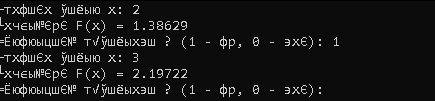 ┬тхфшЄх ўшёыю x: 2
╨хчєы№ЄрЄ F(x) = 1.38629
╧ЁюфюыцшЄ№ т√ўшёыхэш ? (1 - фр, 0 - эхЄ): 1
┬тхфшЄх ўшёыю x: 3
╨хчєы№ЄрЄ F(x) = 2.19722
╧ЁюфюыцшЄ№ т√ўшёыхэш ? (1 - фр, 0 - эхЄ):